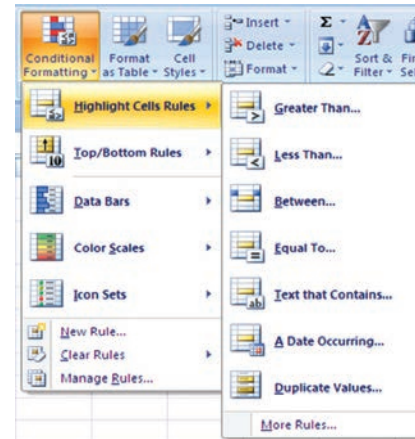 Conditional Formatting
Format as Table
Cell Styles
Insert
Delete
Format
Σ
Sort & Filter
Highlight Cells Rules
Top/Bottom Rules
10
Data Bars
Color Scales
Icon Sets
New Rule...
Clear Rules
Manage Rules...
Greater Than...
Less Than...
Between...
Equal To...
Text that Contains...
ab
A Date Occurring...
Duplicate Values...
More Rules...